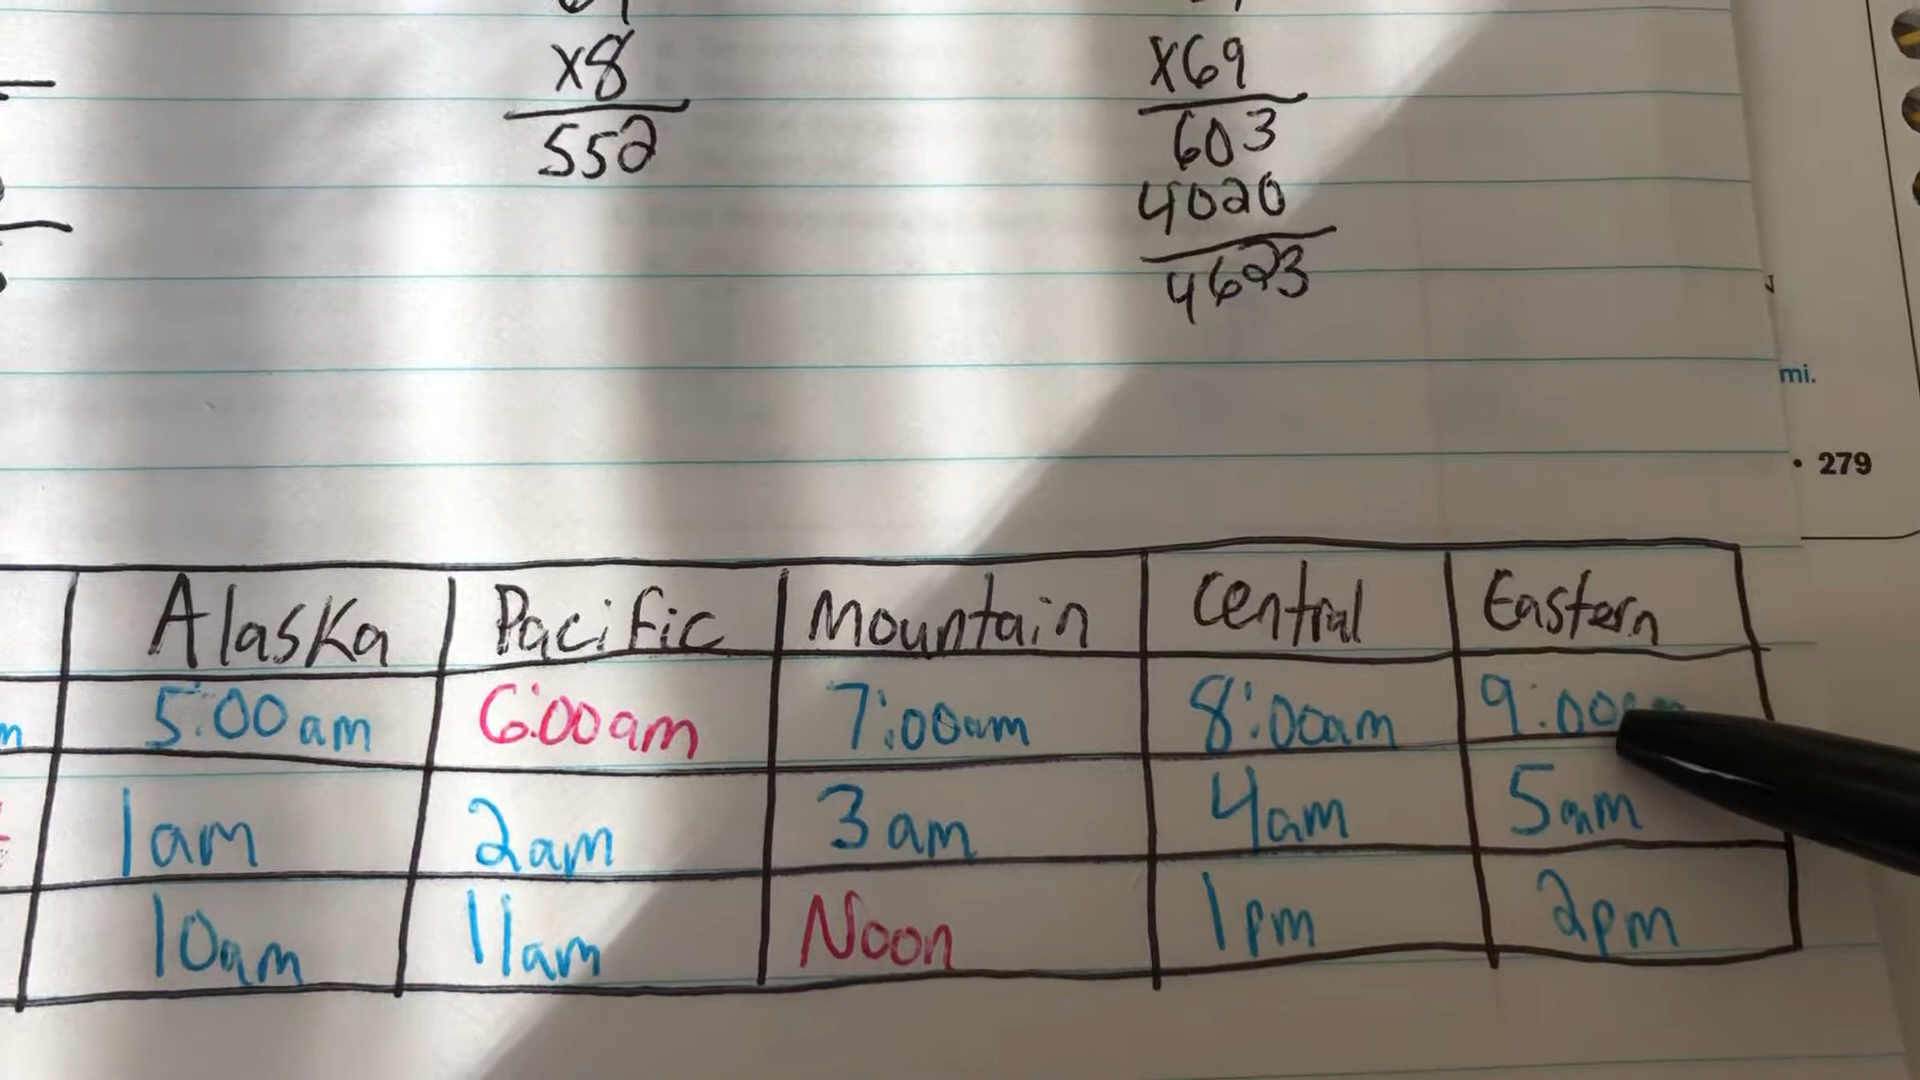 x8
552
x69
603
4020
4623
mi.
• 279
Alaska Pacific Mountain Central Eastern
5:00am 6:00am 7:00am 8:00am
1am 2am 3am 4am 5am
10am 11am Noon 1pm 2pm